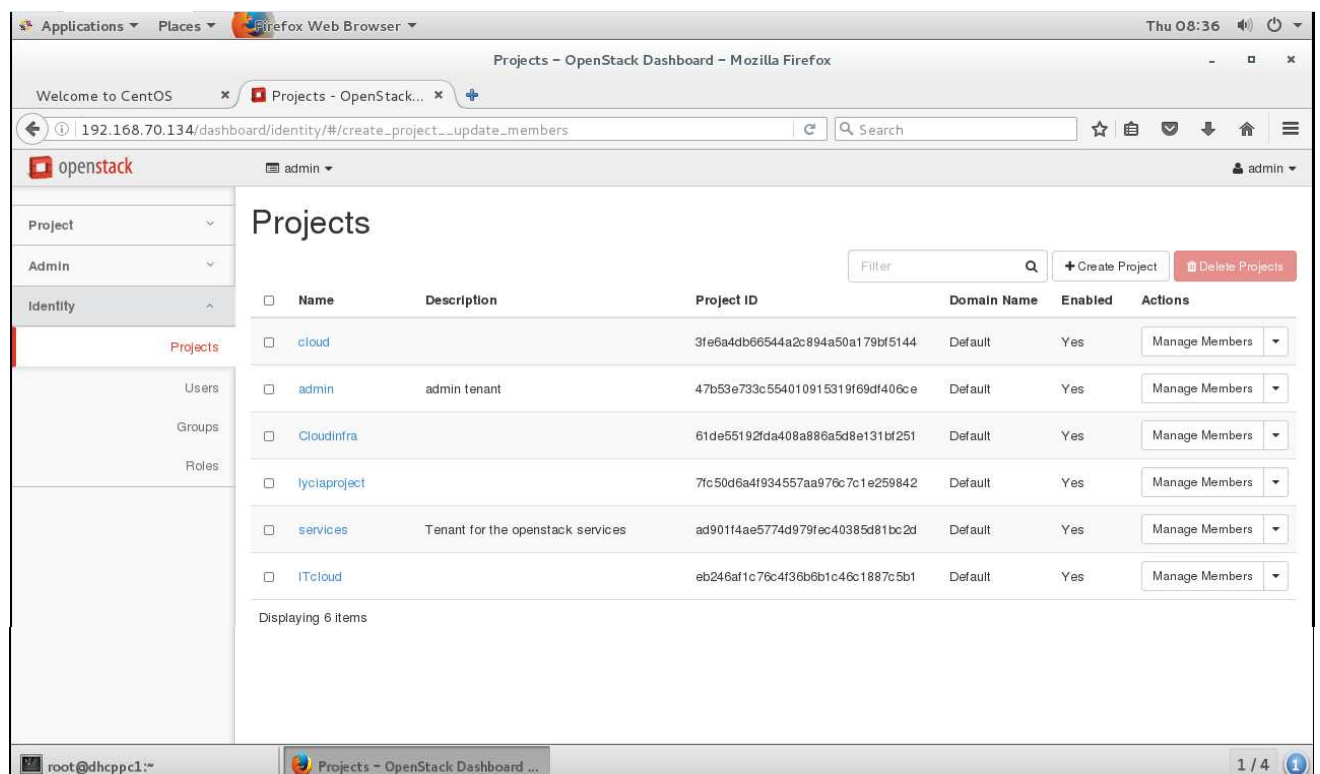 Applications Places Firefox Web Browser Thu 08:36
Projects - OpenStack Dashboard - Mozilla Firefox
Welcome to CentOS Projects - OpenStack...
192.168.70.134/dashboard/identity/#/create_project__update_members Search
openstack admin admin
Project
Admin
Identity
Projects
Users
Groups
Roles
Projects
Filter Create Project Delete Projects
Name Description Project ID Domain Name Enabled Actions
cloud 3fe6a4db66544a2c894a50a179bf5144 Default Yes Manage Members
admin admin tenant 47b53e733c554010915319f69df406ce Default Yes Manage Members
Cloudinfra 61de55192fda408a886a5d8e131bf251 Default Yes Manage Members
lyciaproject 7fc50d6a4f934557aa976c7c1e259842 Default Yes Manage Members
services Tenant for the openstack services ad901f4ae5774d979fec40385d81bc2d Default Yes Manage Members
ITcloud eb246af1c76c4f36b6b1c46c1887c5b1 Default Yes Manage Members
Displaying 6 items
root@dhcppc1:~ Projects - OpenStack Dashboard ... 1 / 4 1